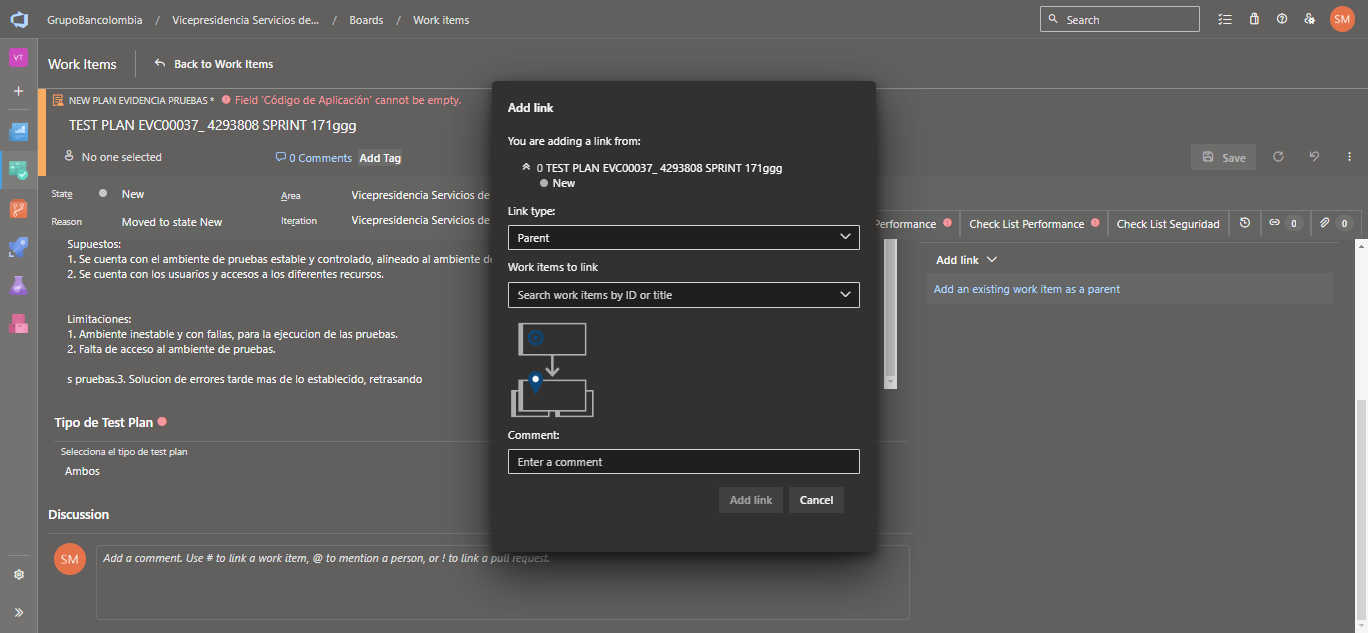 GrupoBancolombia / Vicepresidencia Servicios de... / Boards / Work items
Search
SM
VT
Work Items
Back to Work Items
NEW PLAN EVIDENCIA PRUEBAS * Field 'Código de Aplicación' cannot be empty.
TEST PLAN EVC00037_ 4293808 SPRINT 171ggg
No one selected
0 Comments
Add Tag
Save
State
New
Area
Vicepresidencia Servicios de
Reason
Moved to state New
Iteration
Vicepresidencia Servicios de
Performance
Check List Performance
Check List Seguridad
0
0
Supuestos:
1. Se cuenta con el ambiente de pruebas estable y controlado, alineado al ambiente de
2. Se cuenta con los usuarios y accesos a los diferentes recursos.
Limitaciones:
1. Ambiente inestable y con fallas, para la ejecucion de las pruebas.
2. Falta de acceso al ambiente de pruebas.
s pruebas.3. Solucion de errores tarde mas de lo establecido, retrasando
Tipo de Test Plan
Selecciona el tipo de test plan
Ambos
Discussion
SM
Add a comment. Use # to link a work item, @ to mention a person, or ! to link a pull request.
Add link
You are adding a link from:
0 TEST PLAN EVC00037_ 4293808 SPRINT 171ggg
New
Link type:
Parent
Work items to link
Search work items by ID or title
Comment:
Enter a comment
Add link
Cancel
Add link
Add an existing work item as a parent